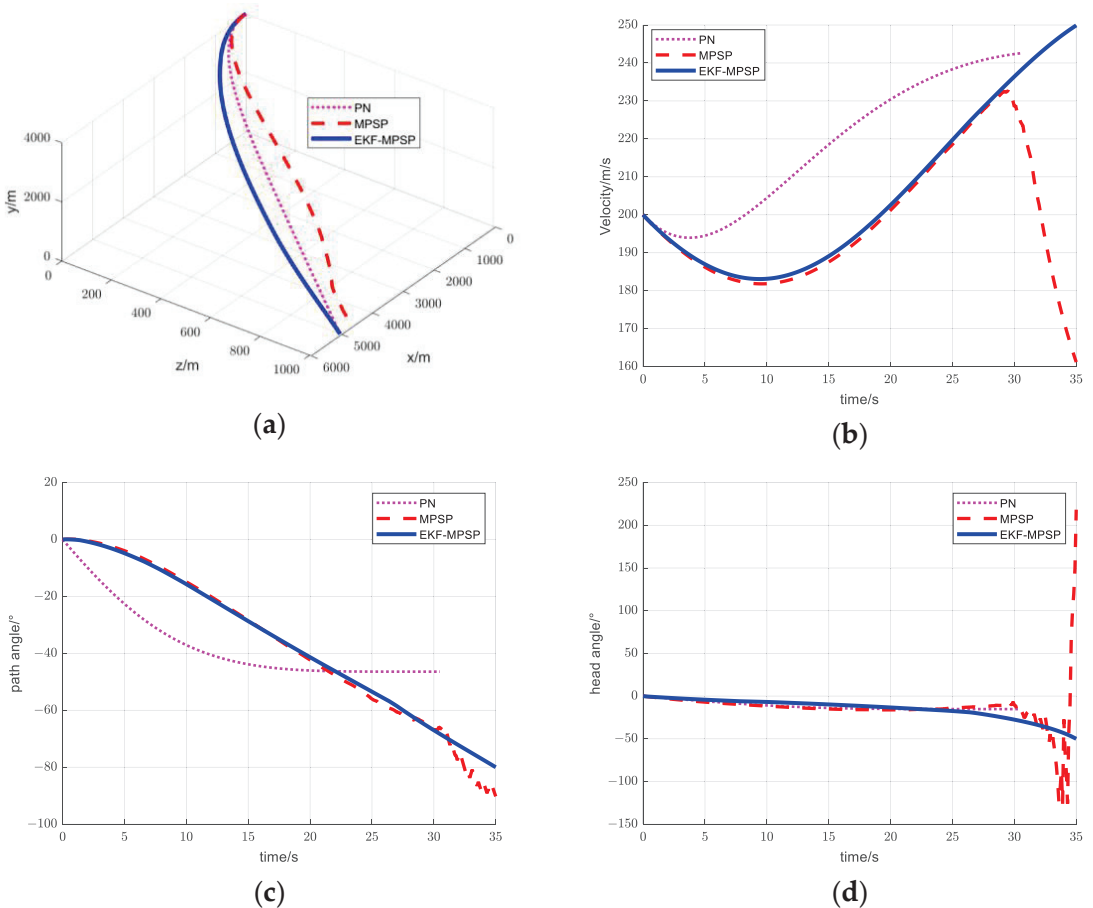 PN
MPSP
EKF-MPSP
4000
2000
0
y/m
0
200
400
600
800
1000
z/m
0
1000
2000
3000
4000
5000
6000
x/m
(a)
250
240
230
220
210
200
190
180
170
160
Velocity/m/s
PN
MPSP
EKF-MPSP
0 5 10 15 20 25 30 35
time/s
(b)
20
0
−20
−40
−60
−80
−100
path angle/°
PN
MPSP
EKF-MPSP
0 5 10 15 20 25 30 35
time/s
(c)
250
200
150
100
50
0
−50
−100
−150
head angle/°
PN
MPSP
EKF-MPSP
0 5 10 15 20 25 30 35
time/s
(d)